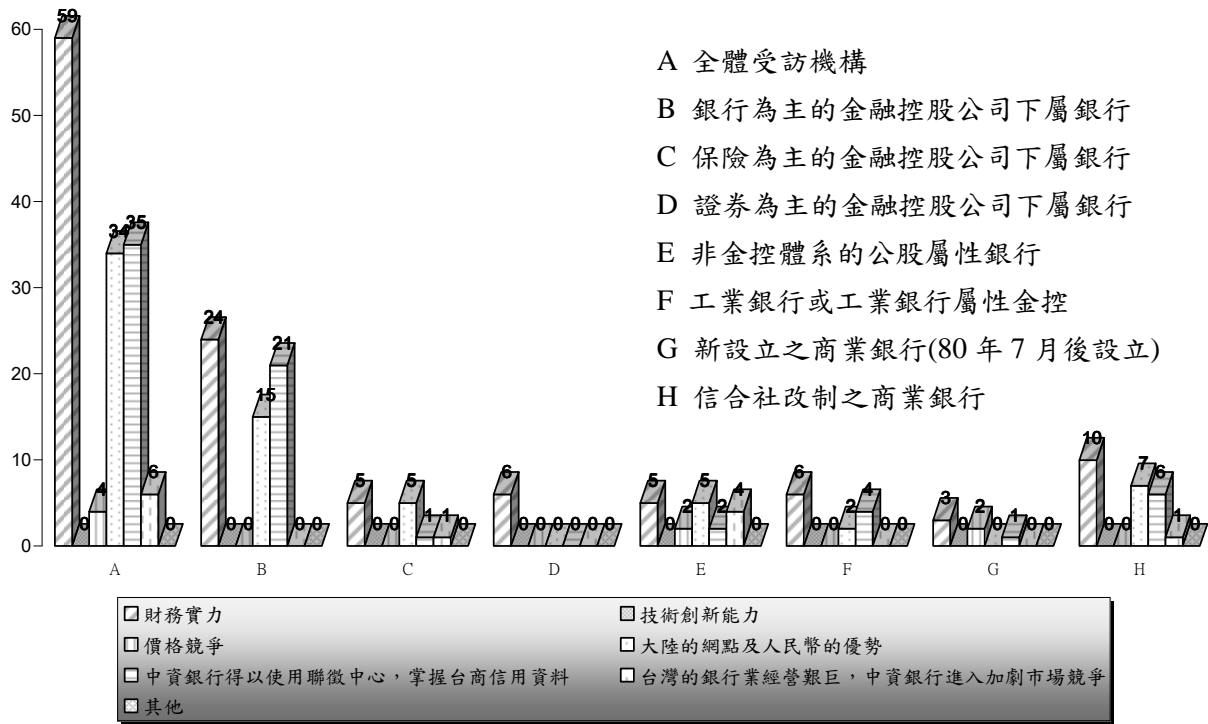 60
50
40
30
20
10
0
59 0 4 34 35 6 0
24 0 0 15 21 0 0
5 0 0 5 1 1 0
6 0 0 0 0 0 0
5 0 2 5 2 4 0
6 0 0 2 4 0 0
3 0 2 0 1 0 0
10 0 0 7 6 1 0
A B C D E F G H
A 全體受訪機構
B 銀行為主的金融控股公司下屬銀行
C 保險為主的金融控股公司下屬銀行
D 證券為主的金融控股公司下屬銀行
E 非金控體系的公股屬性銀行
F 工業銀行或工業銀行屬性金控
G 新設立之商業銀行(80 年 7 月後設立)
H 信合社改制之商業銀行
財務實力
技術創新能力
價格競爭
大陸的網點及人民幣的優勢
中資銀行得以使用聯徵中心，掌握台商信用資料
台灣的銀行業經營艱巨，中資銀行進入加劇市場競爭
其他